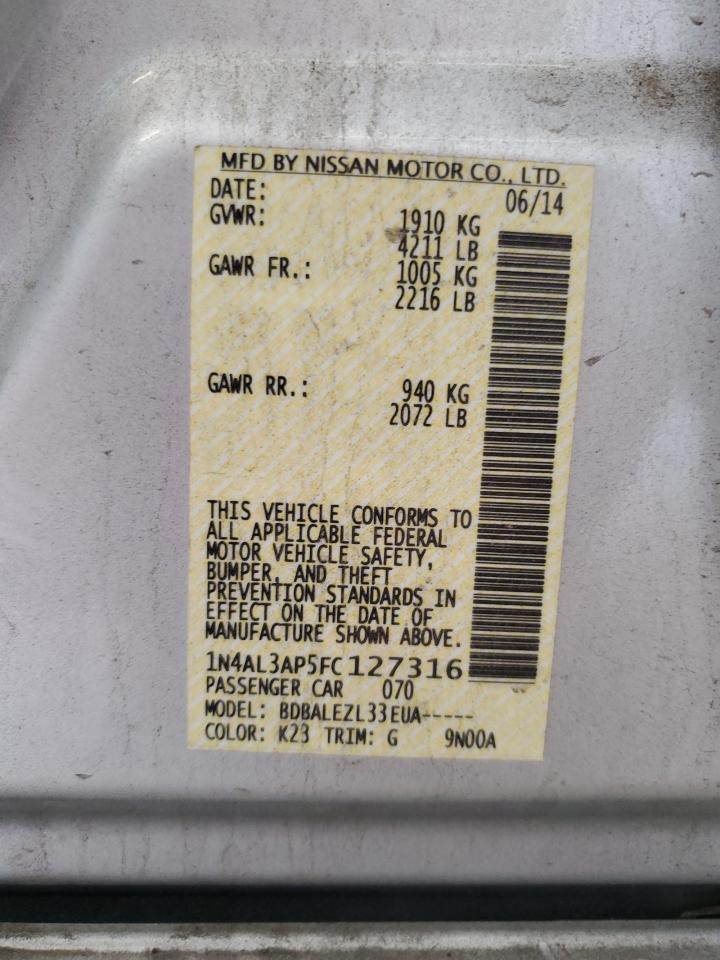 MFD BY NISSAN MOTOR CO., LTD.
DATE: 06/14
GVWR: 1910 KG
4211 LB
GAWR FR.: 1005 KG
2216 LB
GAWR RR.: 940 KG
2072 LB
THIS VEHICLE CONFORMS TO
ALL APPLICABLE FEDERAL
MOTOR VEHICLE SAFETY,
BUMPER, AND THEFT
PREVENTION STANDARDS IN
EFFECT ON THE DATE OF
MANUFACTURE SHOWN ABOVE.
1N4AL3AP5FC127316
PASSENGER CAR 070
MODEL: BDBALEZL33EUA-----
COLOR: K23 TRIM: G 9N00A